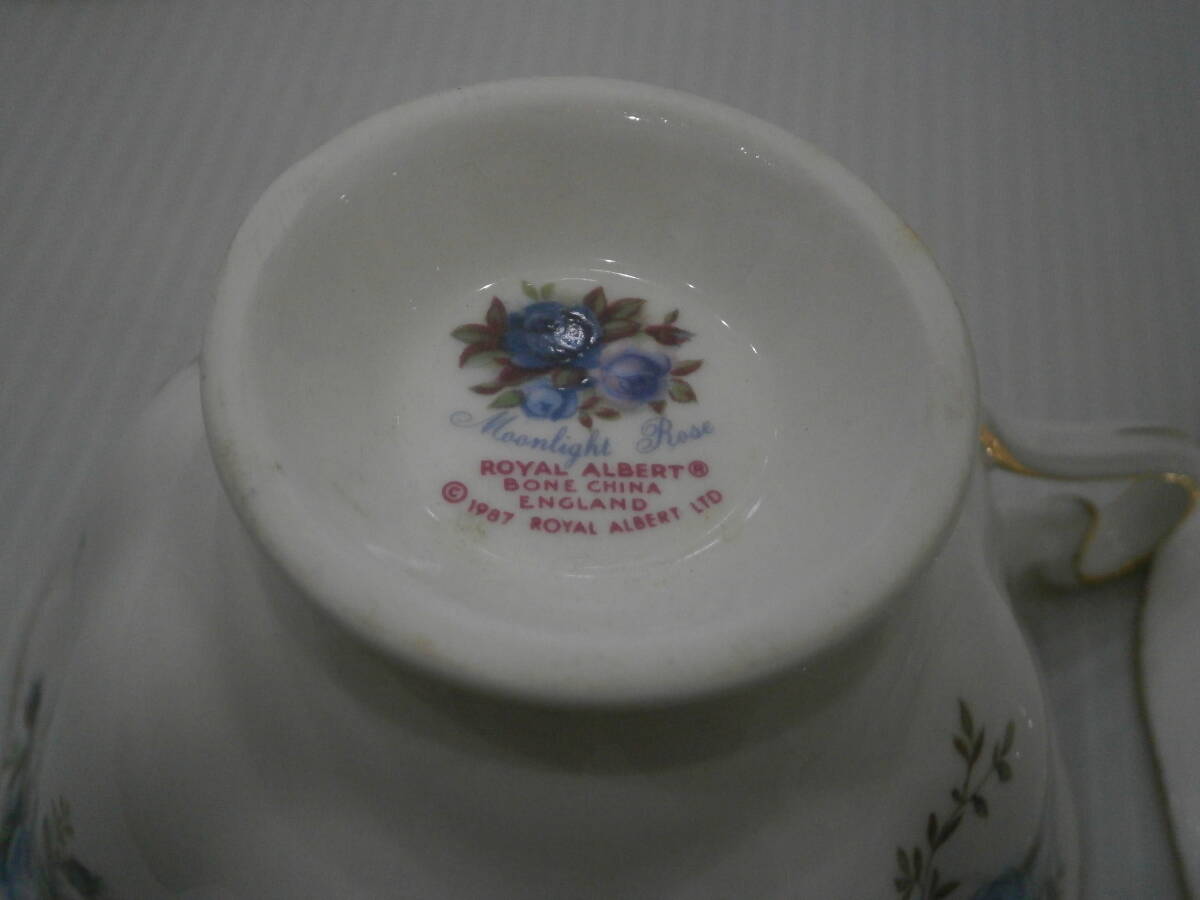 Moonlight Rose
ROYAL ALBERT®
BONE CHINA
ENGLAND
© 1987 ROYAL ALBERT LTD